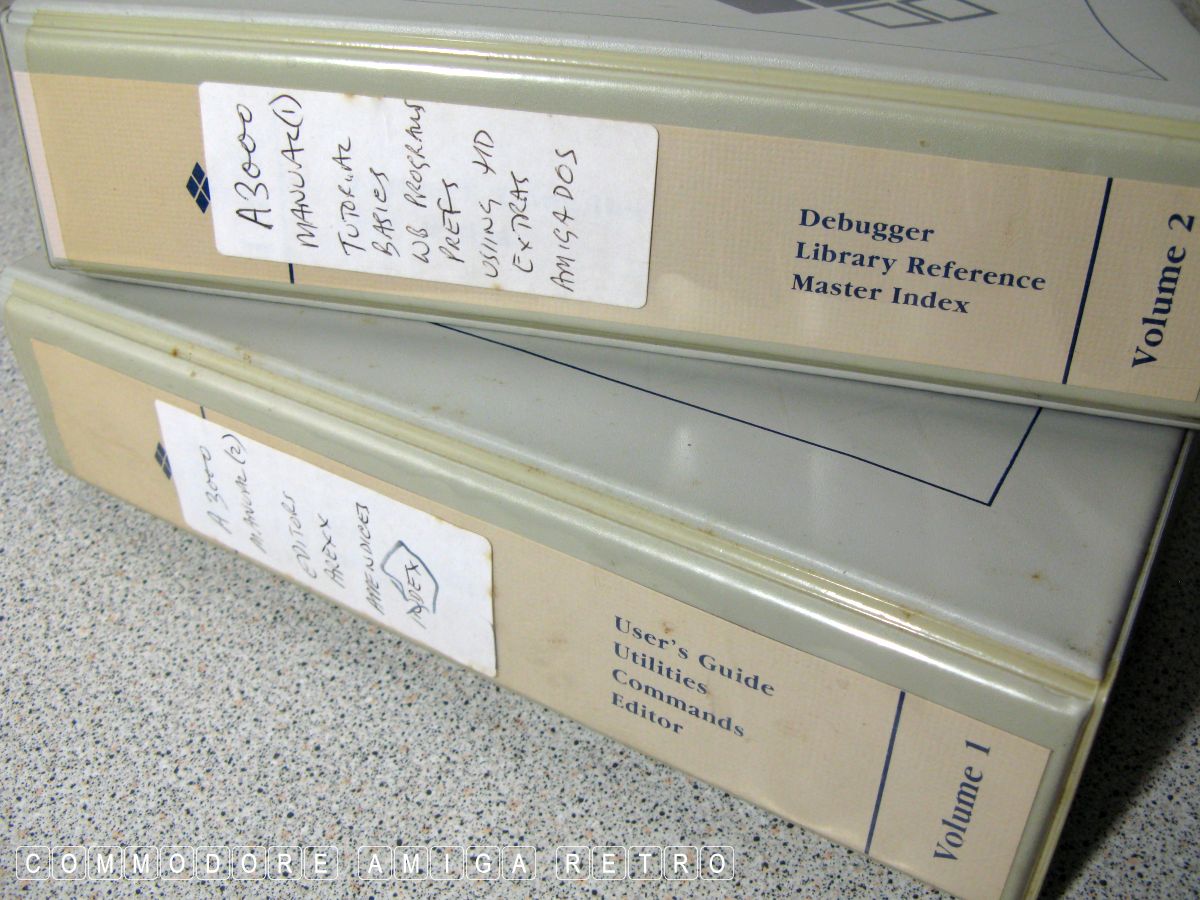 A3000
MANUAL(1)
TUTORIAL
BASICS
WB PROGRAMS
PREFS
USING HD
EXTRAS
AMIGADOS
Debugger
Library Reference
Master Index
Volume 2
A3000
MANUAL(2)
EDITORS
AREXX
APPENDICES
INDEX
User's Guide
Utilities
Commands
Editor
Volume 1
COMMODORE AMIGA RETRO